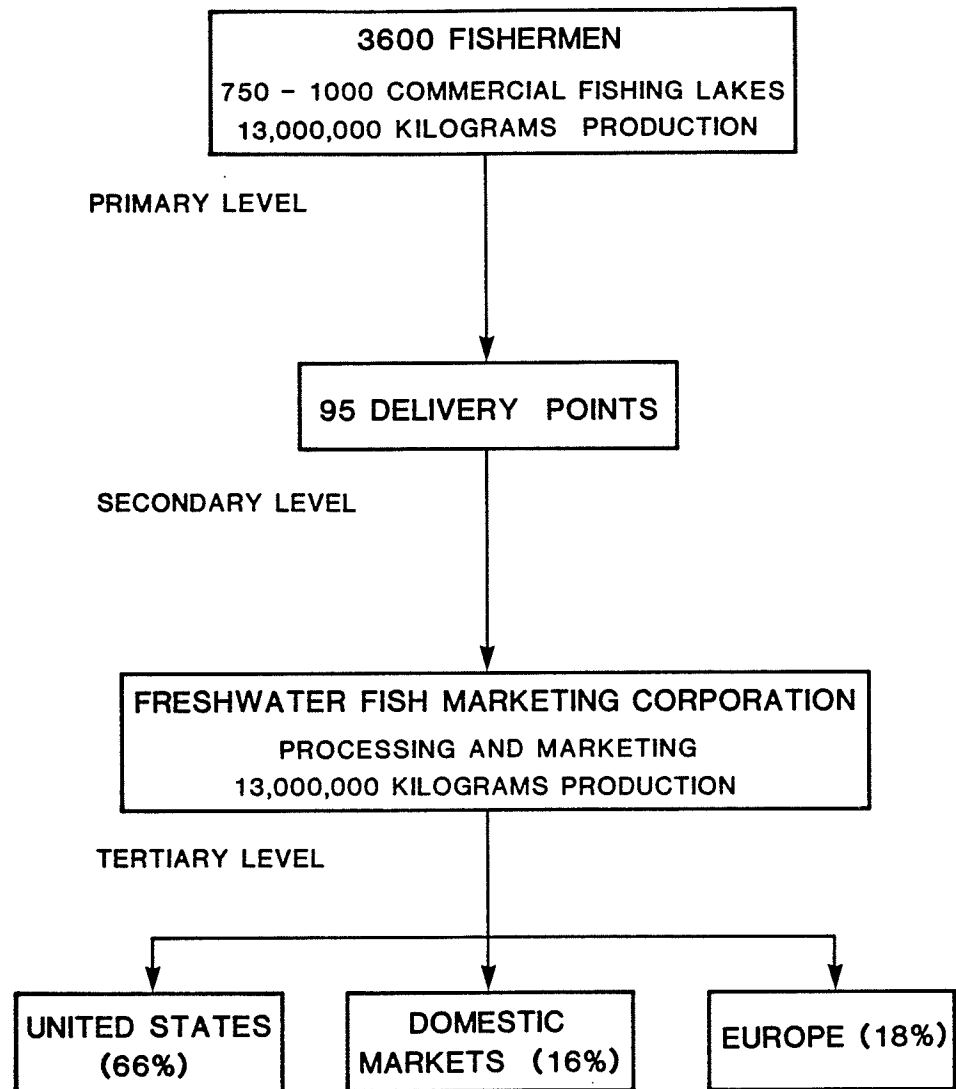 3600 FISHERMEN
750 - 1000 COMMERCIAL FISHING LAKES
13,000,000 KILOGRAMS PRODUCTION
PRIMARY LEVEL
95 DELIVERY POINTS
SECONDARY LEVEL
FRESHWATER FISH MARKETING CORPORATION
PROCESSING AND MARKETING
13,000,000 KILOGRAMS PRODUCTION
TERTIARY LEVEL
UNITED STATES
(66%)
DOMESTIC
MARKETS (16%)
EUROPE (18%)